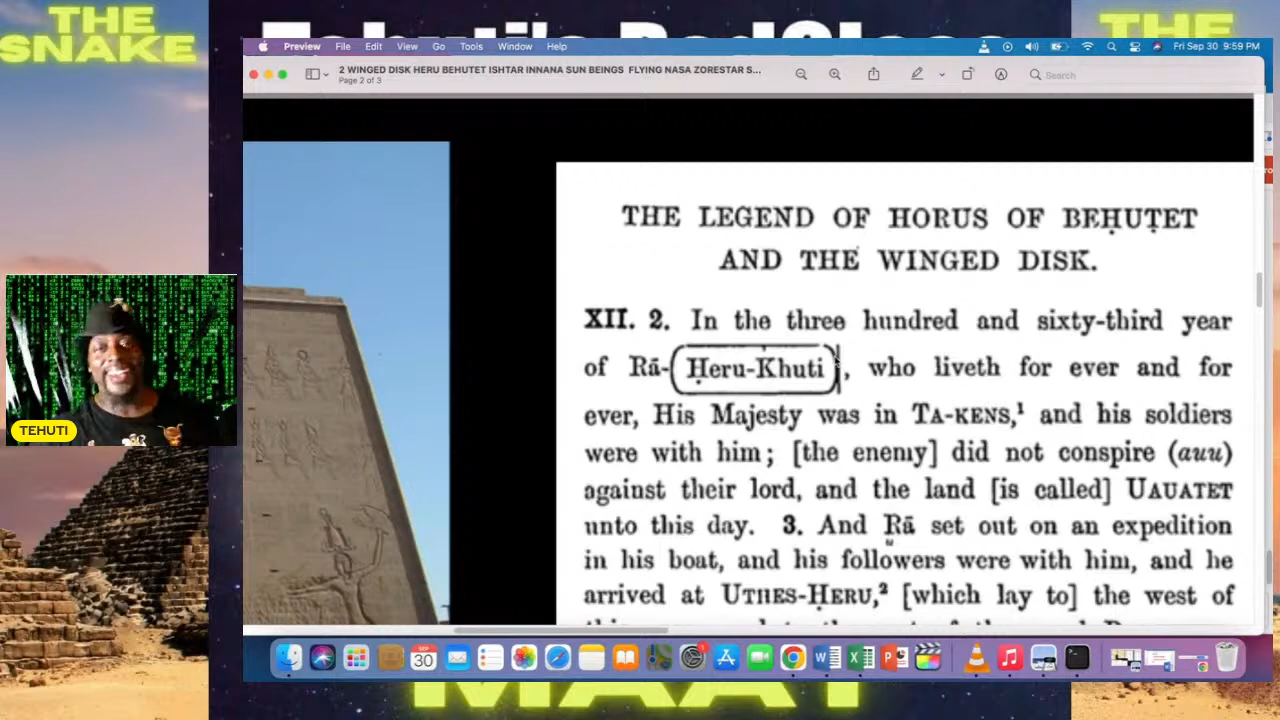 THE
SNAKE
THE
Preview File Edit View Go Tools Window Help
Fri Sep 30 9:59 PM
2 WINGED DISK HERU BEHUTET ISHTAR INNANA SUN BEINGS FLYING NASA ZORESTAR S...
Page 2 of 3
Search
THE LEGEND OF HORUS OF BEḤUṬET
AND THE WINGED DISK.
XII. 2. In the three hundred and sixty-third year
of Rā-Ḥeru-Khuti, who liveth for ever and for
ever, His Majesty was in TA-KENS,¹ and his soldiers
were with him; [the enemy] did not conspire (auu)
against their lord, and the land [is called] UAUATET
unto this day. 3. And Rā set out on an expedition
in his boat, and his followers were with him, and he
arrived at UTHES-ḤERU,² [which lay to] the west of
TEHUTI
SEP
30
MAAT